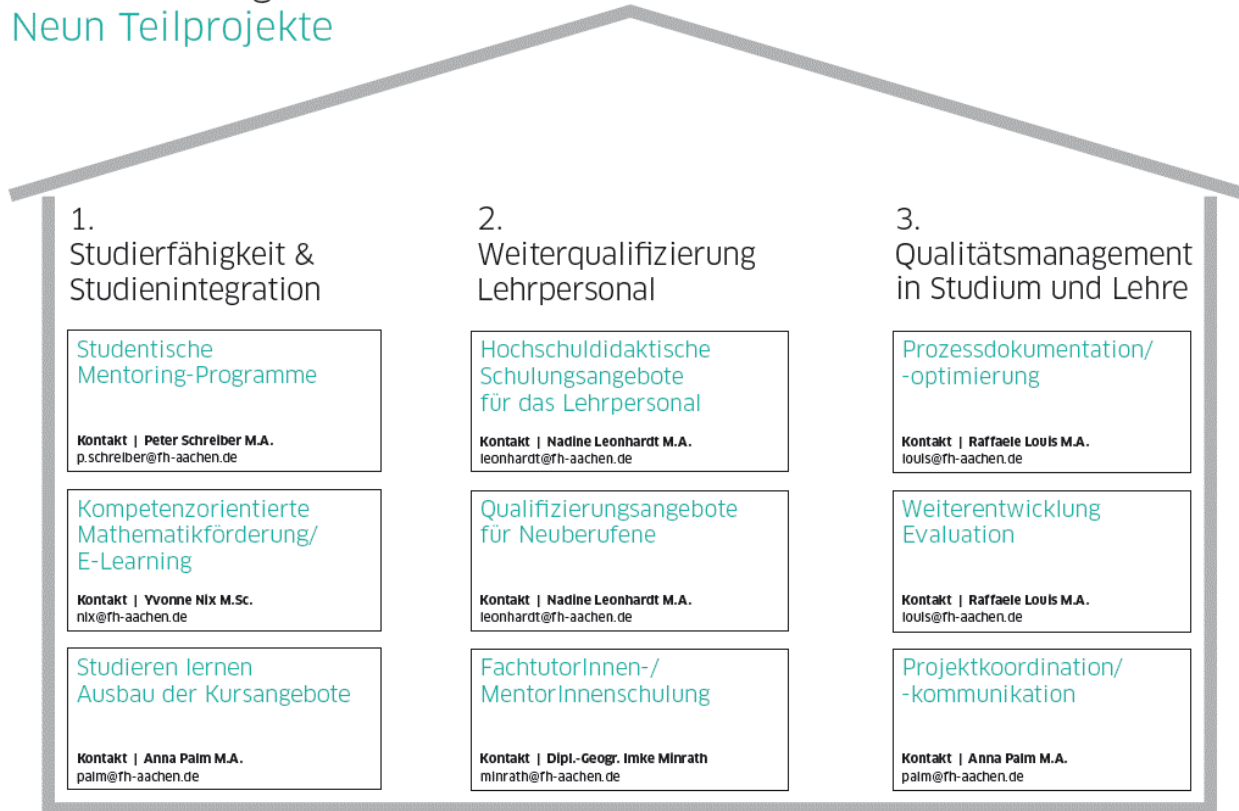 Neun Teilprojekte
1.
Studierfähigkeit &
Studienintegration
Studentische
Mentoring-Programme
Kontakt | Peter Schreiber M.A.
p.schreiber@fh-aachen.de
Kompetenzorientierte
Mathematikförderung/
E-Learning
Kontakt | Yvonne Nix M.Sc.
nix@fh-aachen.de
Studieren lernen
Ausbau der Kursangebote
Kontakt | Anna Palm M.A.
palm@fh-aachen.de
2.
Weiterqualifizierung
Lehrpersonal
Hochschuldidaktische
Schulungsangebote
für das Lehrpersonal
Kontakt | Nadine Leonhardt M.A.
leonhardt@fh-aachen.de
Qualifizierungsangebote
für Neuberufene
Kontakt | Nadine Leonhardt M.A.
leonhardt@fh-aachen.de
FachtutorInnen-/
MentorInnenschulung
Kontakt | Dipl.-Geogr. Imke Minrath
minrath@fh-aachen.de
3.
Qualitätsmanagement
in Studium und Lehre
Prozessdokumentation/
-optimierung
Kontakt | Raffaele Louis M.A.
louis@fh-aachen.de
Weiterentwicklung
Evaluation
Kontakt | Raffaele Louis M.A.
louis@fh-aachen.de
Projektkoordination/
-kommunikation
Kontakt | Anna Palm M.A.
palm@fh-aachen.de